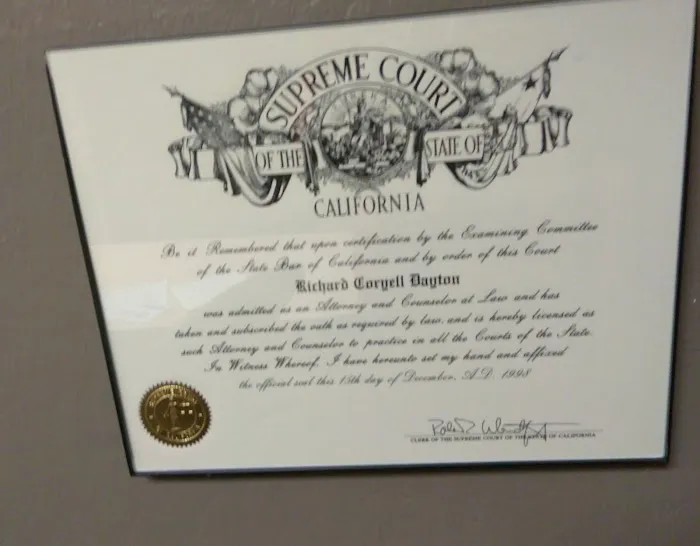 SUPREME COURT
OF THE STATE OF
CALIFORNIA
Be it Remembered that upon certification by the Examining Committee
of the State Bar of California and by order of this Court
Richard Coryell Dayton
was admitted as an Attorney and Counselor at Law and has
taken and subscribed the oath as required by law, and is hereby licensed as
such Attorney and Counselor to practice in all the Courts of the State.
In Witness Whereof, I have hereunto set my hand and affixed
the official seal this 15th day of December, A.D. 1998
CLERK OF THE SUPREME COURT OF THE STATE OF CALIFORNIA